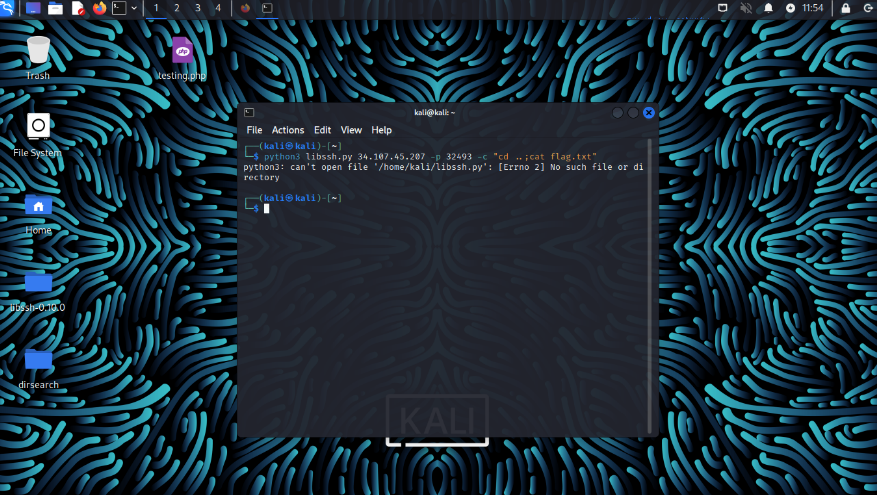 1 2 3 4 11:54
Trash
testing.php
php
kali@kali: ~
File Actions Edit View Help
File System
┌──(kali㉿kali)-[~]
└─$ python3 libssh.py 34.107.45.207 -p 32493 -c "cd ..;cat flag.txt"
python3: can't open file '/home/kali/libssh.py': [Errno 2] No such file or di
rectory
┌──(kali㉿kali)-[~]
└─$
Home
libssh-0.10.0
dirsearch
KALI